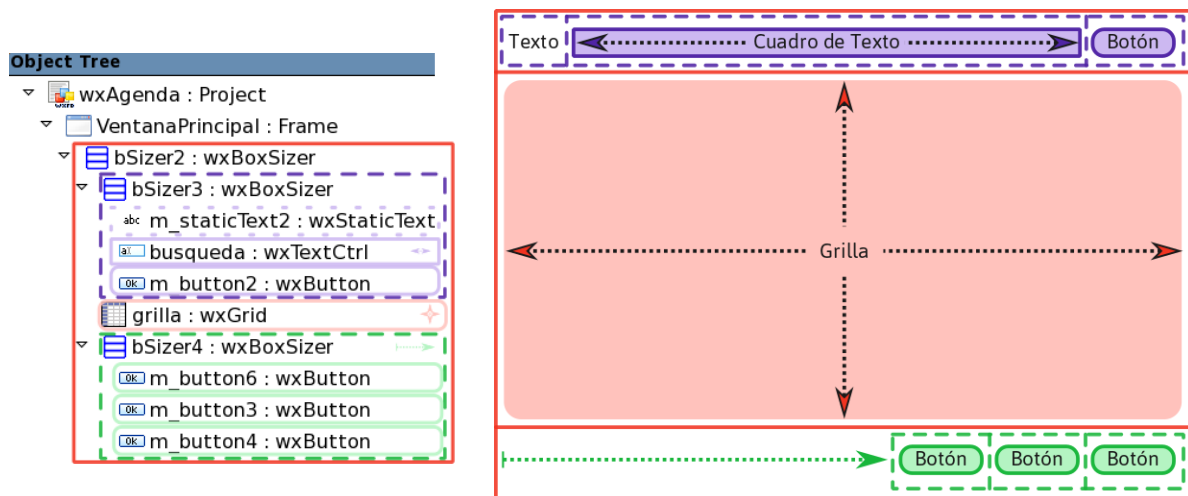 Object Tree
wxAgenda : Project
VentanaPrincipal : Frame
bSizer2 : wxBoxSizer
bSizer3 : wxBoxSizer
abc m_staticText2 : wxStaticText
a busqueda : wxTextCtrl
Ok m_button2 : wxButton
grilla : wxGrid
bSizer4 : wxBoxSizer
Ok m_button6 : wxButton
Ok m_button3 : wxButton
Ok m_button4 : wxButton
Texto
Cuadro de Texto
Botón
Grilla
Botón
Botón
Botón